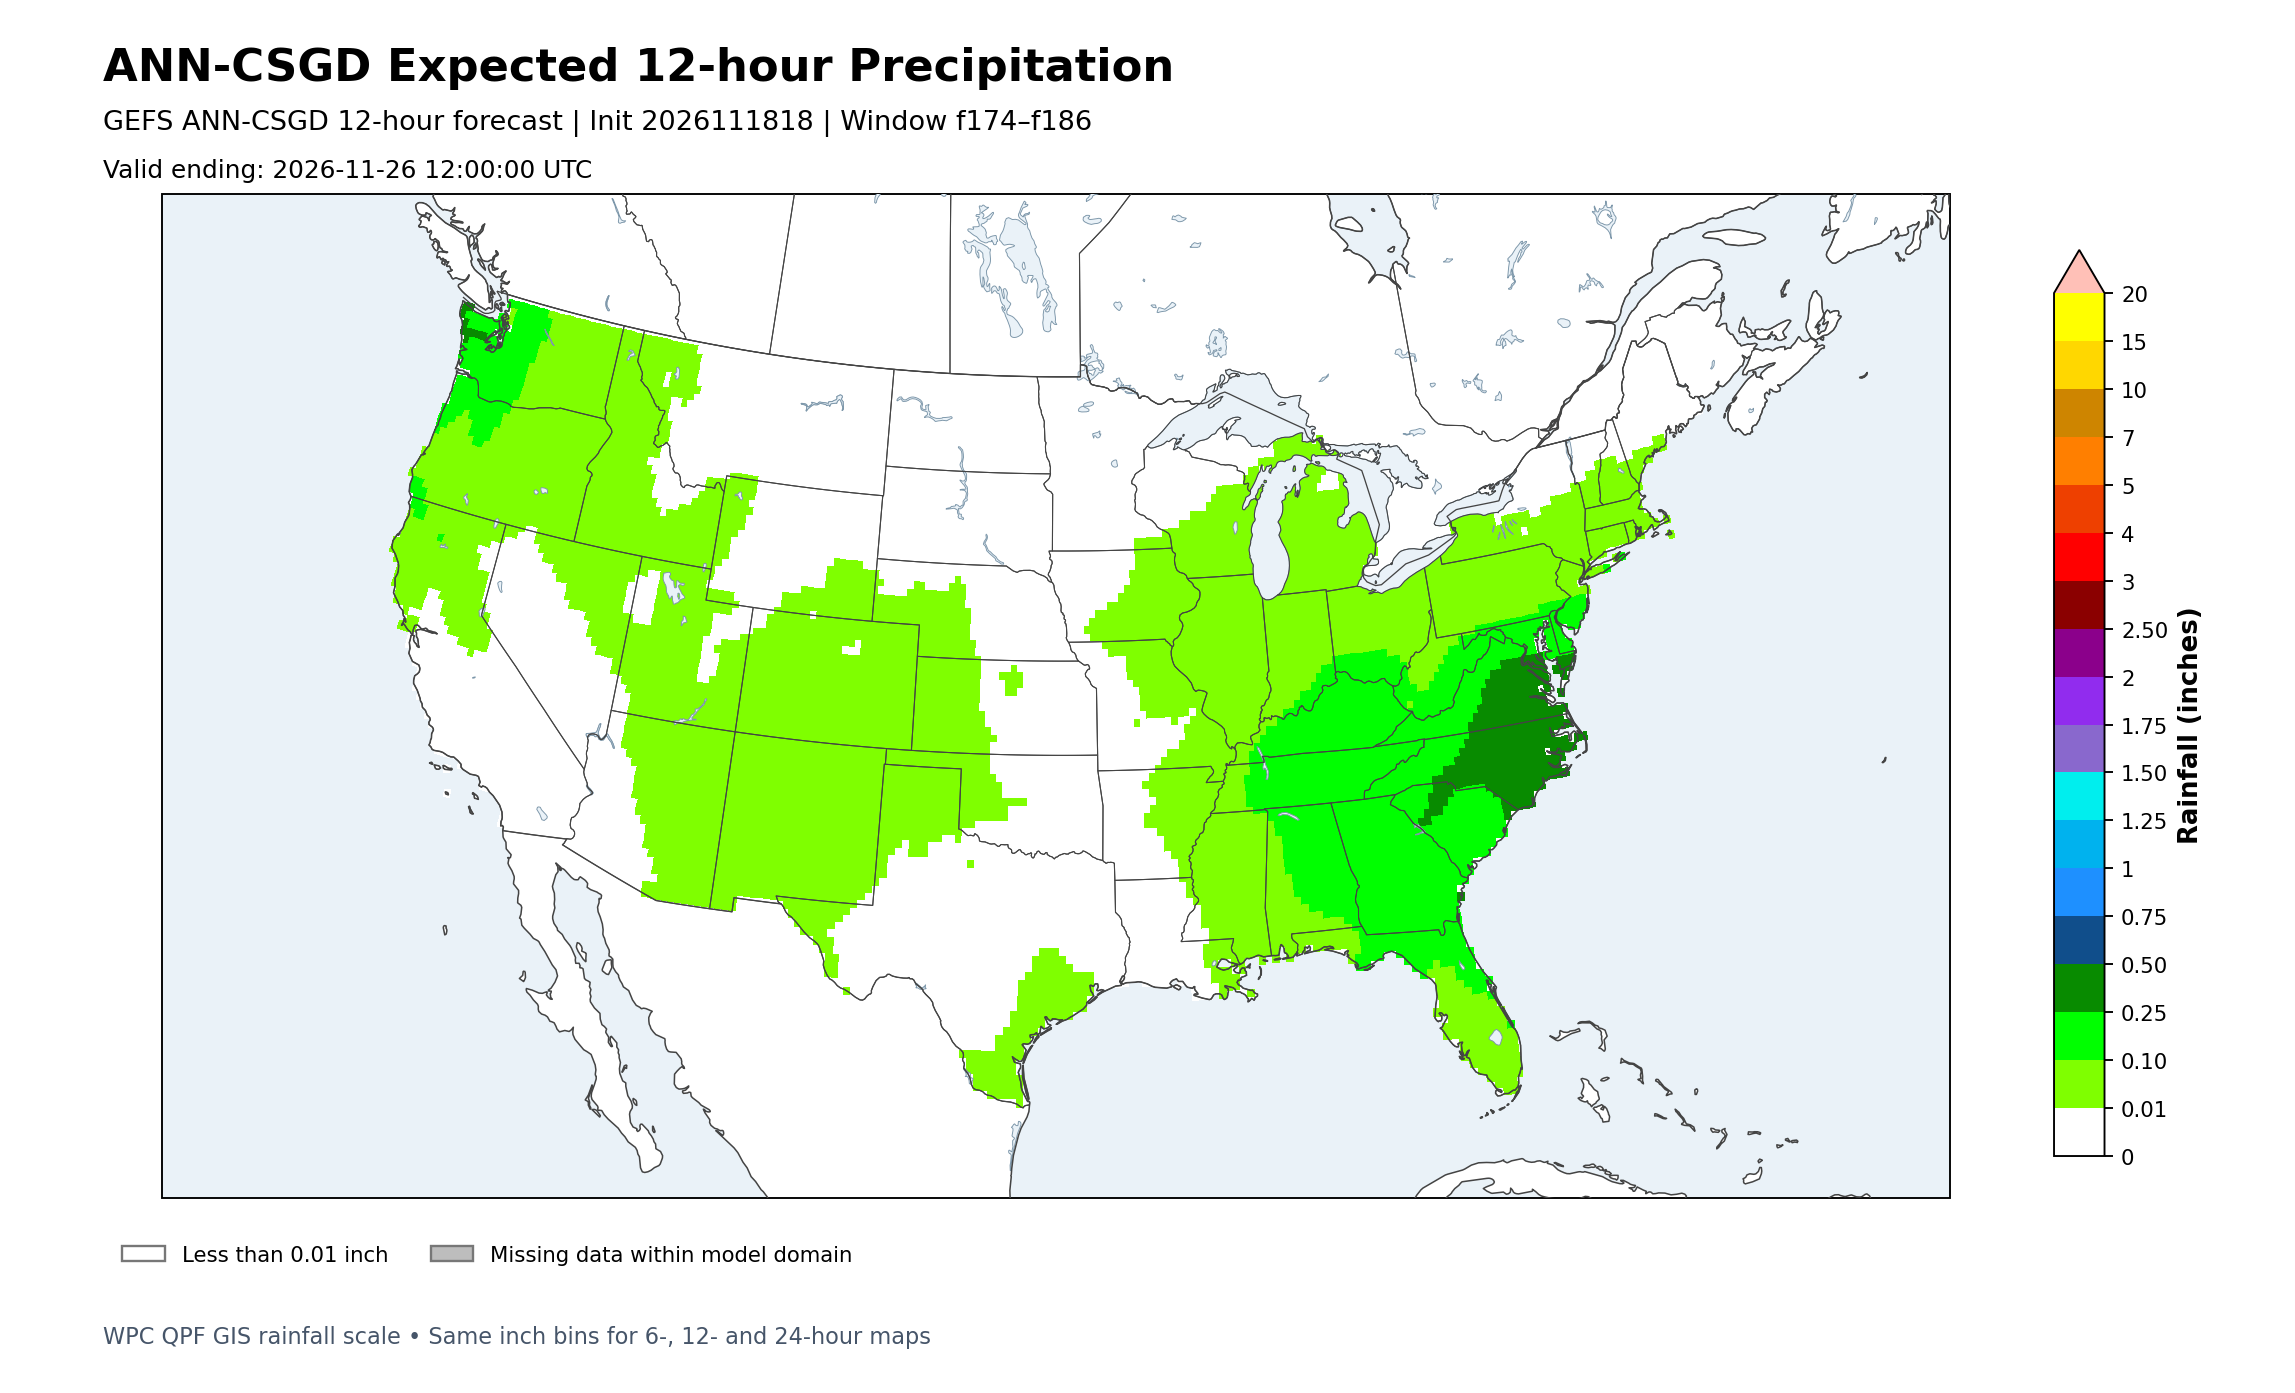 ANN-CSGD Expected 12-hour Precipitation
GEFS ANN-CSGD 12-hour forecast | Init 2026111818 | Window f174–f186
Valid ending: 2026-11-26 12:00:00 UTC
20
15
10
7
5
4
3
2.50
2
1.75
1.50
1.25
1
0.75
0.50
0.25
0.10
0.01
0
Rainfall (inches)
Less than 0.01 inch
Missing data within model domain
WPC QPF GIS rainfall scale • Same inch bins for 6-, 12- and 24-hour maps